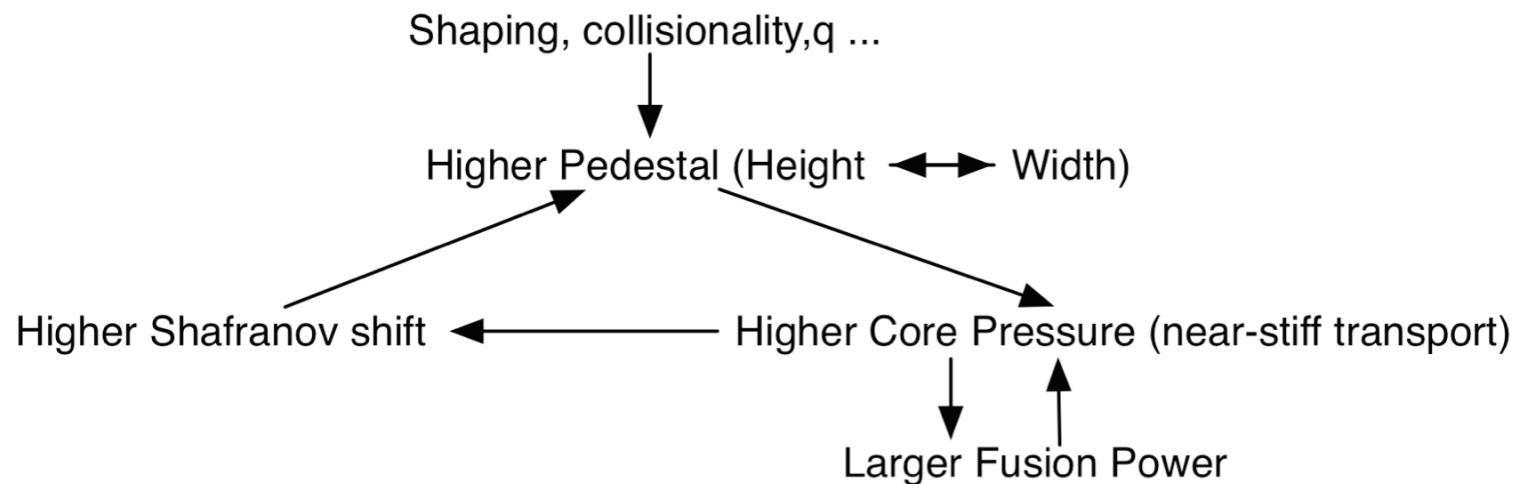 Shaping, collisionality,q ...
Higher Pedestal (Height Width)
Higher Shafranov shift
Higher Core Pressure (near-stiff transport)
Larger Fusion Power